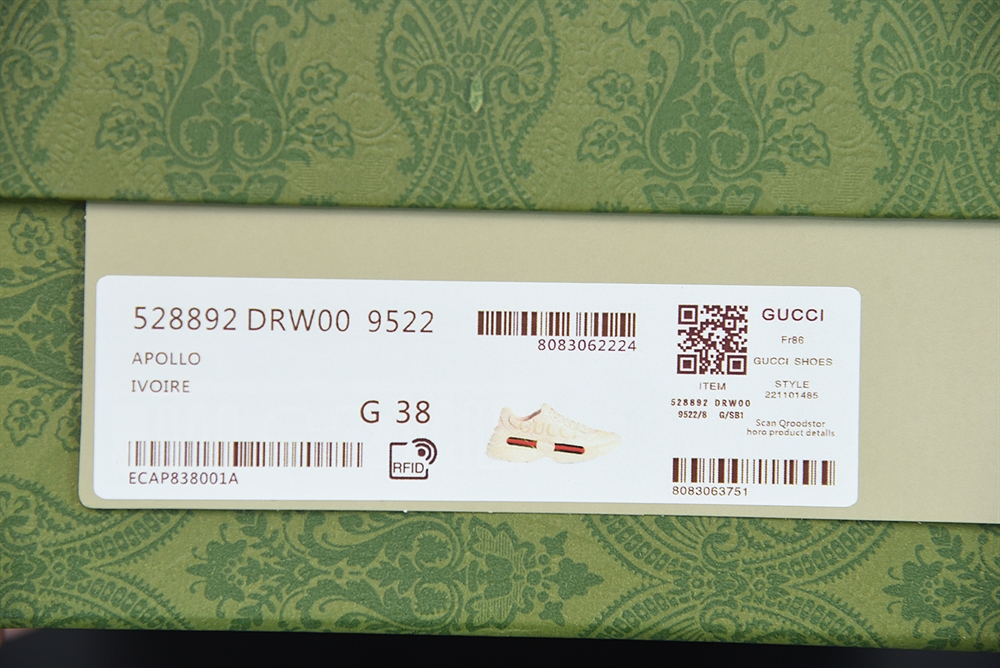 528892 DRW00 9522
APOLLO
IVOIRE
G 38
RFID
ECAP838001A
8083062224
GUCCI
Fr86
GUCCI SHOES
ITEM
528892 DRW00
9522/8 G/SB1
STYLE
221101485
Scan Qroodstor
horo product details
8083063751